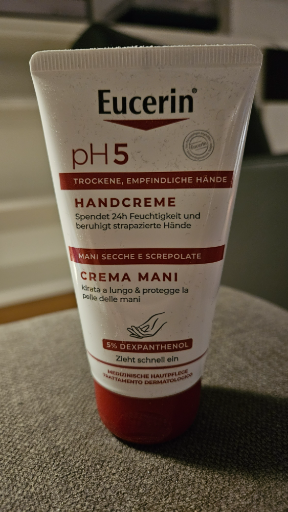 Eucerin®
pH5
TROCKENE, EMPFINDLICHE HÄNDE
HANDCREME
Spendet 24h Feuchtigkeit und
beruhigt strapazierte Hände
MANI SECCHE E SCREPOLATE
CREMA MANI
Idrata a lungo & protegge la
pelle delle mani
5% DEXPANTHENOL
Zieht schnell ein
MEDIZINISCHE HAUTPFLEGE
TRATTAMENTO DERMATOLOGICO